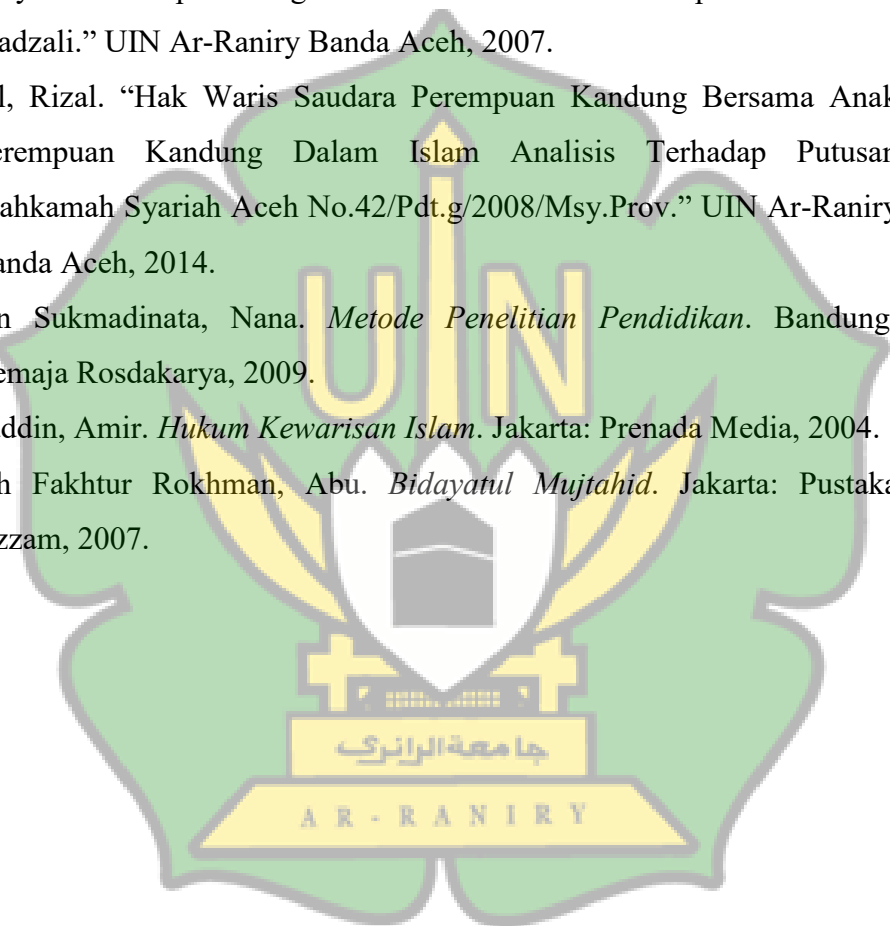 adzali.” UIN Ar-Raniry Banda Aceh, 2007.
l, Rizal. “Hak Waris Saudara Perempuan Kandung Bersama Anak
erempuan Kandung Dalam Islam Analisis Terhadap Putusan
ahkamah Syariah Aceh No.42/Pdt.g/2008/Msy.Prov.” UIN Ar-Raniry
anda Aceh, 2014.
n Sukmadinata, Nana. Metode Penelitian Pendidikan. Bandung:
emaja Rosdakarya, 2009.
ddin, Amir. Hukum Kewarisan Islam. Jakarta: Prenada Media, 2004.
h Fakhtur Rokhman, Abu. Bidayatul Mujtahid. Jakarta: Pustaka
zzam, 2007.
UIN
جامعة الرانري
AR-RANIRY